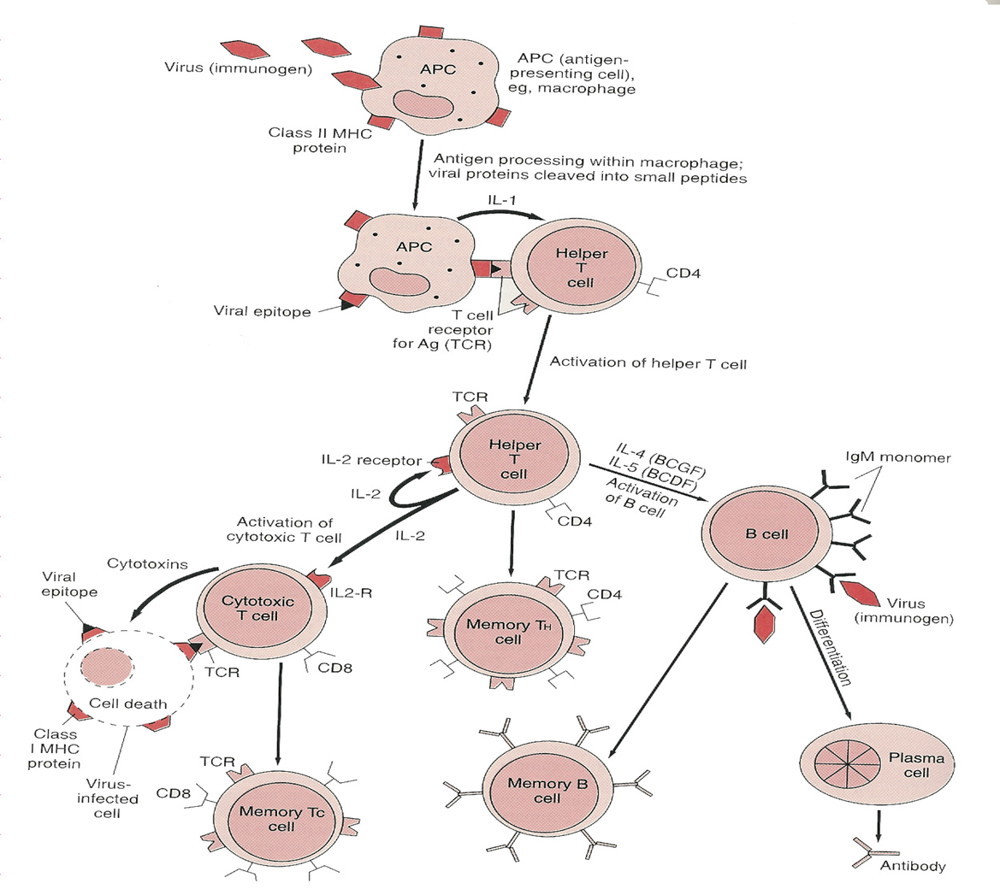 Virus (immunogen)
APC
APC (antigen-
presenting cell),
eg, macrophage
Class II MHC
protein
Antigen processing within macrophage;
viral proteins cleaved into small peptides
IL-1
APC
Helper
T
cell
CD4
Viral epitope
T cell
receptor
for Ag (TCR)
Activation of helper T cell
TCR
Helper
T
cell
IL-2 receptor
IL-2
CD4
IL-4 (BCGF)
IL-5 (BCDF)
Activation
of B cell
IgM monomer
B cell
Virus
(immunogen)
Activation of
cytotoxic T cell
IL-2
Cytotoxins
Viral
epitope
Cytotoxic
T cell
IL2-R
TCR
CD8
Cell death
Class
I MHC
protein
Virus-
infected
cell
TCR
CD4
Memory TH
cell
Differentiation
TCR
CD8
Memory TC
cell
Memory B
cell
Plasma
cell
Antibody